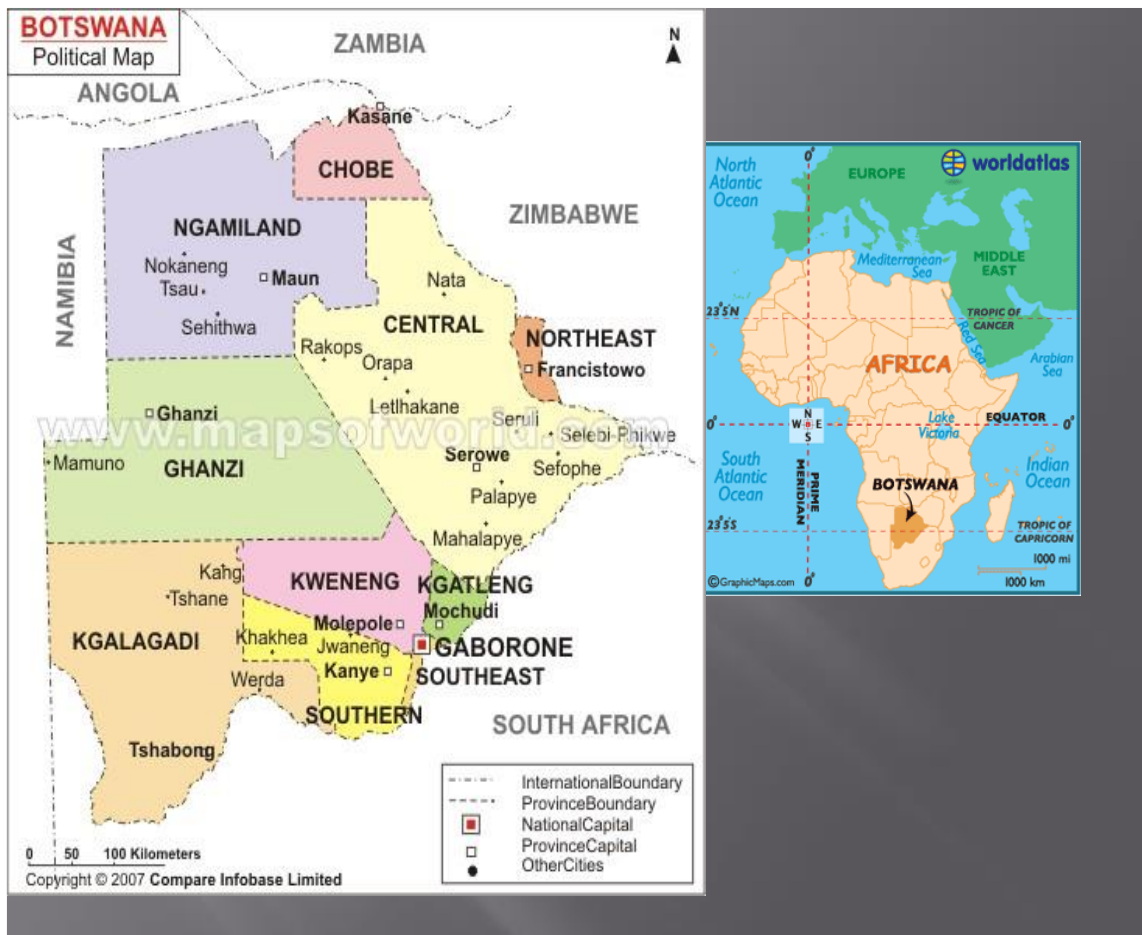 BOTSWANA
Political Map
ZAMBIA
N
ANGOLA
Kasane
CHOBE
ZIMBABWE
NGAMILAND
Nokaneng
Maun
Tsau
Nata
NAMIBIA
Sehithwa
CENTRAL
NORTHEAST
Rakops
Orapa
Francistowo
Letlhakane
Ghanzi
Seruli
www.mapsofworld.com
Selebi-Phikwe
Mamuno
GHANZI
Serowe
Sefophe
Palapye
Mahalapye
Kahg
KWENENG
KGATLENG
Tshane
Mochudi
Molepole
KGALAGADI
Khakhea
Jwaneng
GABORONE
Kanye
SOUTHEAST
Werda
SOUTHERN
SOUTH AFRICA
Tshabong
InternationalBoundary
ProvinceBoundary
NationalCapital
ProvinceCapital
OtherCities
0 50 100 Kilometers
Copyright © 2007 Compare Infobase Limited
0°
worldatlas
North
Atlantic
Ocean
EUROPE
Mediterranean
Sea
MIDDLE
EAST
23°5'N
TROPIC OF
CANCER
Red Sea
Arabian
Sea
AFRICA
N
W E
S
0°
Lake
Victoria
EQUATOR
0°
South
Atlantic
Ocean
PRIME
MERIDIAN
Indian
Ocean
BOTSWANA
23°5'S
TROPIC OF
CAPRICORN
1000 mi
1000 km
©GraphicMaps.com
0°